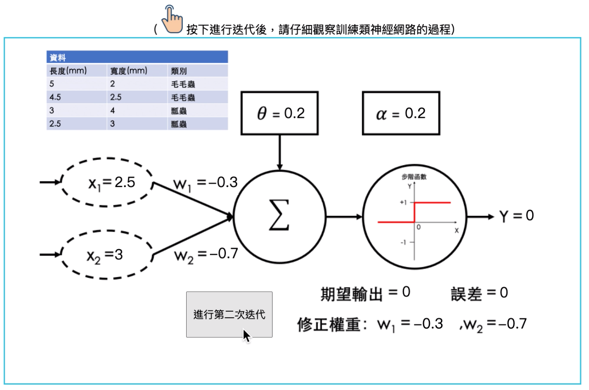 ( 按下進行迭代後，請仔細觀察訓練類神經網路的過程)
資料
長度(mm) 寬度(mm) 類別
5 2 毛毛蟲
4.5 2.5 毛毛蟲
3 4 瓢蟲
2.5 3 瓢蟲
θ = 0.2
α = 0.2
x₁= 2.5
w₁ =-0.3
Σ
步階函數
Y
+1
0
X
-1
Y = 0
x₂ =3
w₂ =-0.7
期望輸出 = 0 誤差 = 0
進行第二次迭代
修正權重: w₁ =-0.3 ,w₂ =-0.7